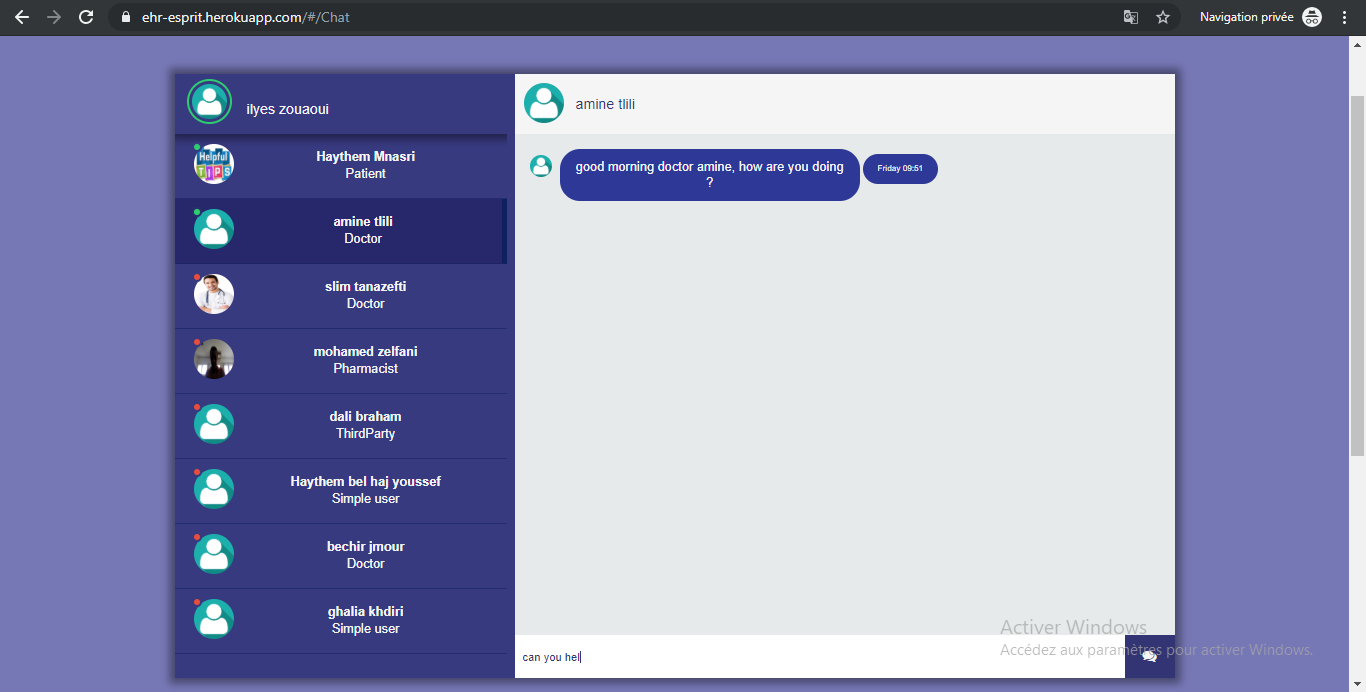 ehr-esprit.herokuapp.com/#/Chat
Navigation privée
ilyes zouaoui
Helpful
TIPS
Haythem Mnasri
Patient
amine tlili
Doctor
slim tanazefti
Doctor
mohamed zelfani
Pharmacist
dali braham
ThirdParty
Haythem bel haj youssef
Simple user
bechir jmour
Doctor
ghalia khdiri
Simple user
amine tlili
good morning doctor amine, how are you doing
?
Friday 09:51
can you hel
Activer Windows
Accédez aux paramètres pour activer Windows.